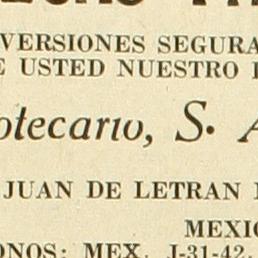 VERSIONES SEGURA
E USTED NUESTRO
otecario, S. A
JUAN DE LETRAN
MEXIC
ONOS: MEX. J-31-42.